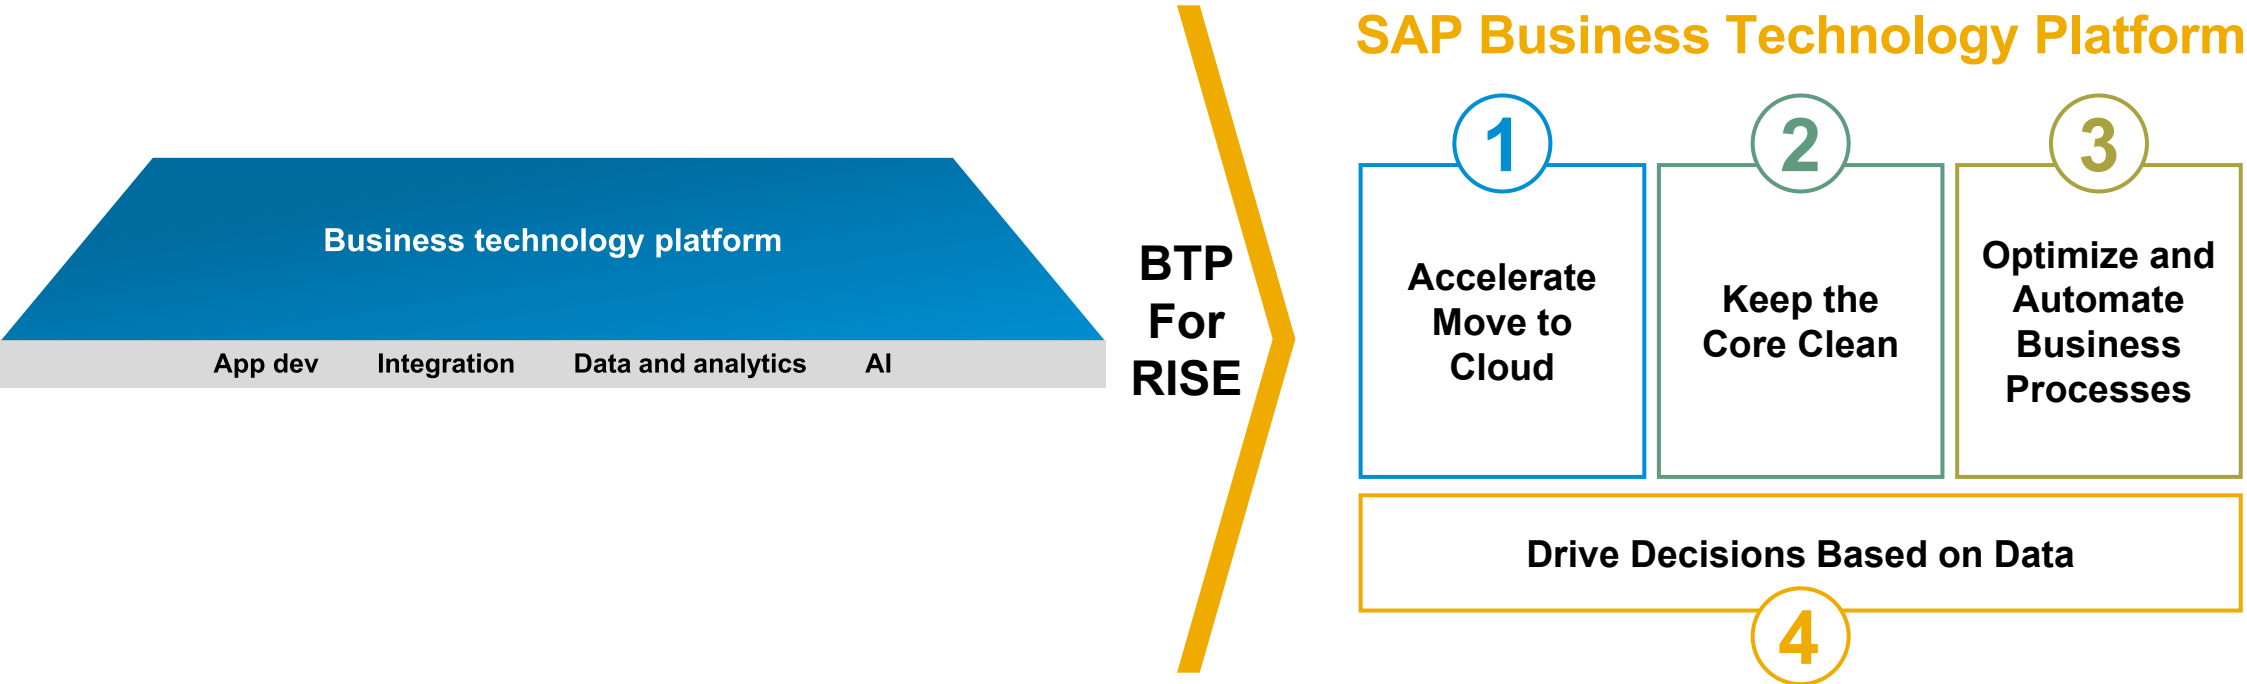 Business technology platform
App dev Integration Data and analytics AI
BTP
For
RISE
SAP Business Technology Platform
1
Accelerate
Move to
Cloud
2
Keep the
Core Clean
3
Optimize and
Automate
Business
Processes
Drive Decisions Based on Data
4